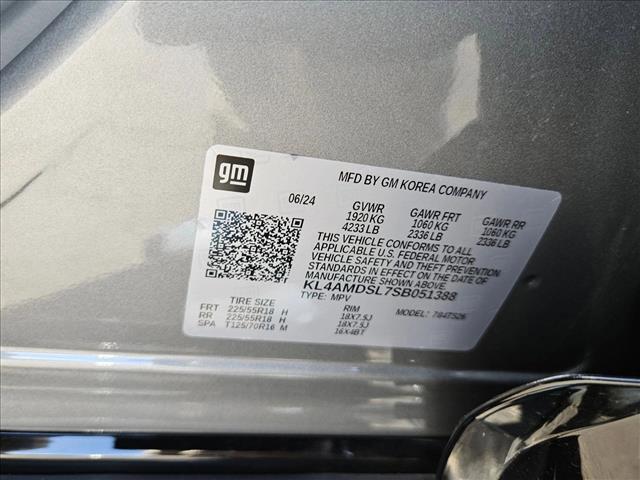 gm
MFD BY GM KOREA COMPANY
06/24
GVWR
1920 KG
4233 LB
GAWR FRT
1060 KG
2336 LB
GAWR RR
1060 KG
2336 LB
THIS VEHICLE CONFORMS TO ALL
APPLICABLE U.S. FEDERAL MOTOR
VEHICLE SAFETY AND THEFT PREVENTION
STANDARDS IN EFFECT ON THE DATE OF
MANUFACTURE SHOWN ABOVE.
KL4AMDSL7SB051388
TYPE: MPV
MODEL: 784TS26
TIRE SIZE
RIM
FRT 225/55R18 H 18X7.5J
RR 225/55R18 H 18X7.5J
SPA T125/70R16 M 16X4BT